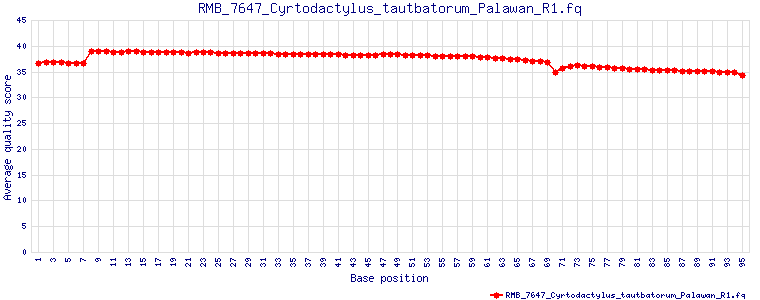 RMB_7647_Cyrtodactylus_tautbatorum_Palawan_R1.fq
Average quality score
45
40
35
30
25
20
15
10
5
0
1 3 5 7 9 11 13 15 17 19 21 23 25 27 29 31 33 35 37 39 41 43 45 47 49 51 53 55 57 59 61 63 65 67 69 71 73 75 77 79 81 83 85 87 89 91 93 95
Base position
RMB_7647_Cyrtodactylus_tautbatorum_Palawan_R1.fq